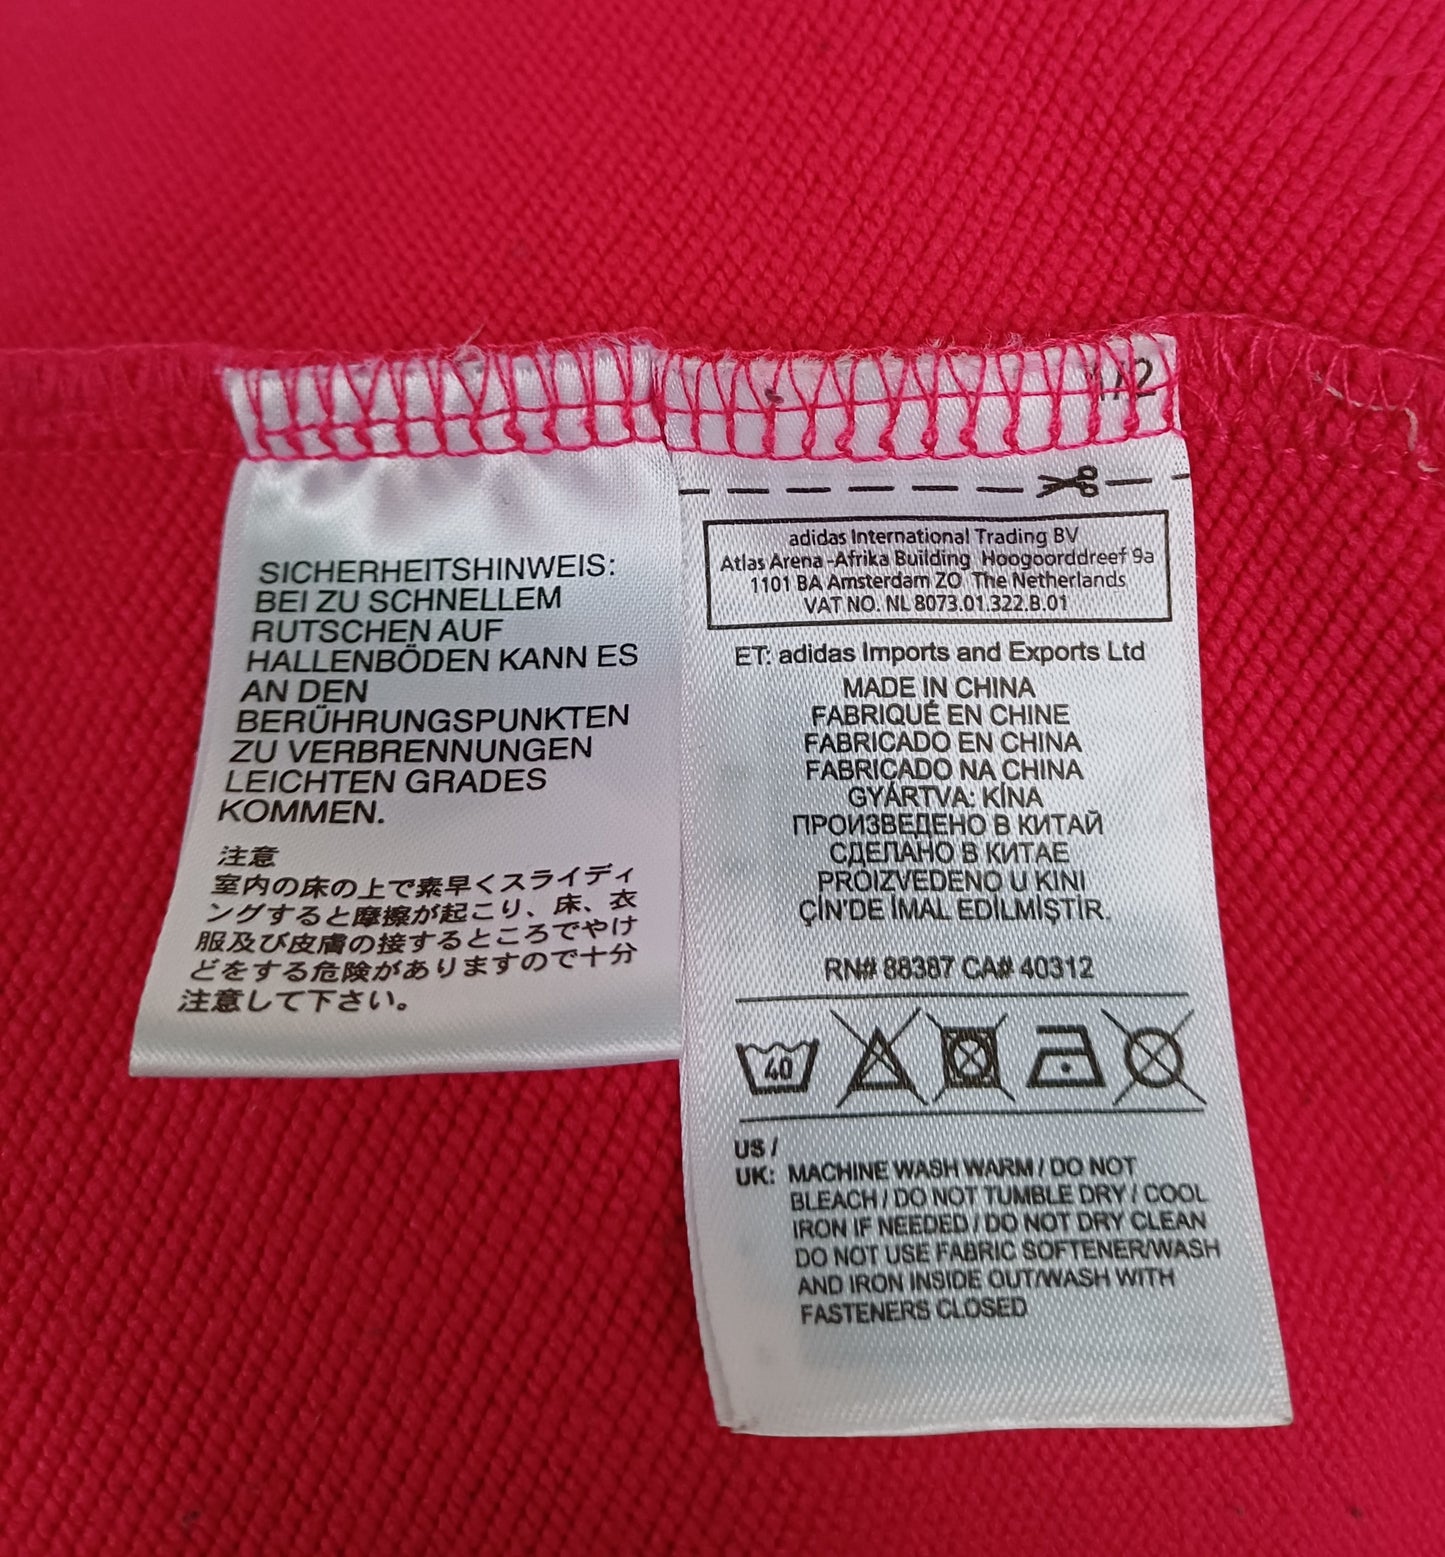 SICHERHEITSHINWEIS:
BEI ZU SCHNELLEM
RUTSCHEN AUF
HALLENBÖDEN KANN ES
AN DEN
BERÜHRUNGSPUNKTEN
ZU VERBRENNUNGEN
LEICHTEN GRADES
KOMMEN.
注意
室内の床の上で素早くスライディ
ングすると摩擦が起こり、床、衣
服及び皮膚の接するところでやけ
どをする危険がありますので十分
注意して下さい。
1/2
adidas International Trading BV
Atlas Arena-Afrika Building Hoogoorddreef 9a
1101 BA Amsterdam ZO The Netherlands
VAT NO. NL 8073.01.322.B.01
ET: adidas Imports and Exports Ltd
MADE IN CHINA
FABRIQUÉ EN CHINE
FABRICADO EN CHINA
FABRICADO NA CHINA
GYÁRTVA: KÍNA
ПРОИЗВЕДЕНО В КИТАЙ
СДЕЛАНО В КИТАЕ
PROIZVEDENO U KINI
ÇİN'DE İMAL EDİLMİŞTİR.
RN# 88387 CA# 40312
40
US /
UK: MACHINE WASH WARM / DO NOT
BLEACH / DO NOT TUMBLE DRY / COOL
IRON IF NEEDED / DO NOT DRY CLEAN
DO NOT USE FABRIC SOFTENER/WASH
AND IRON INSIDE OUT/WASH WITH
FASTENERS CLOSED